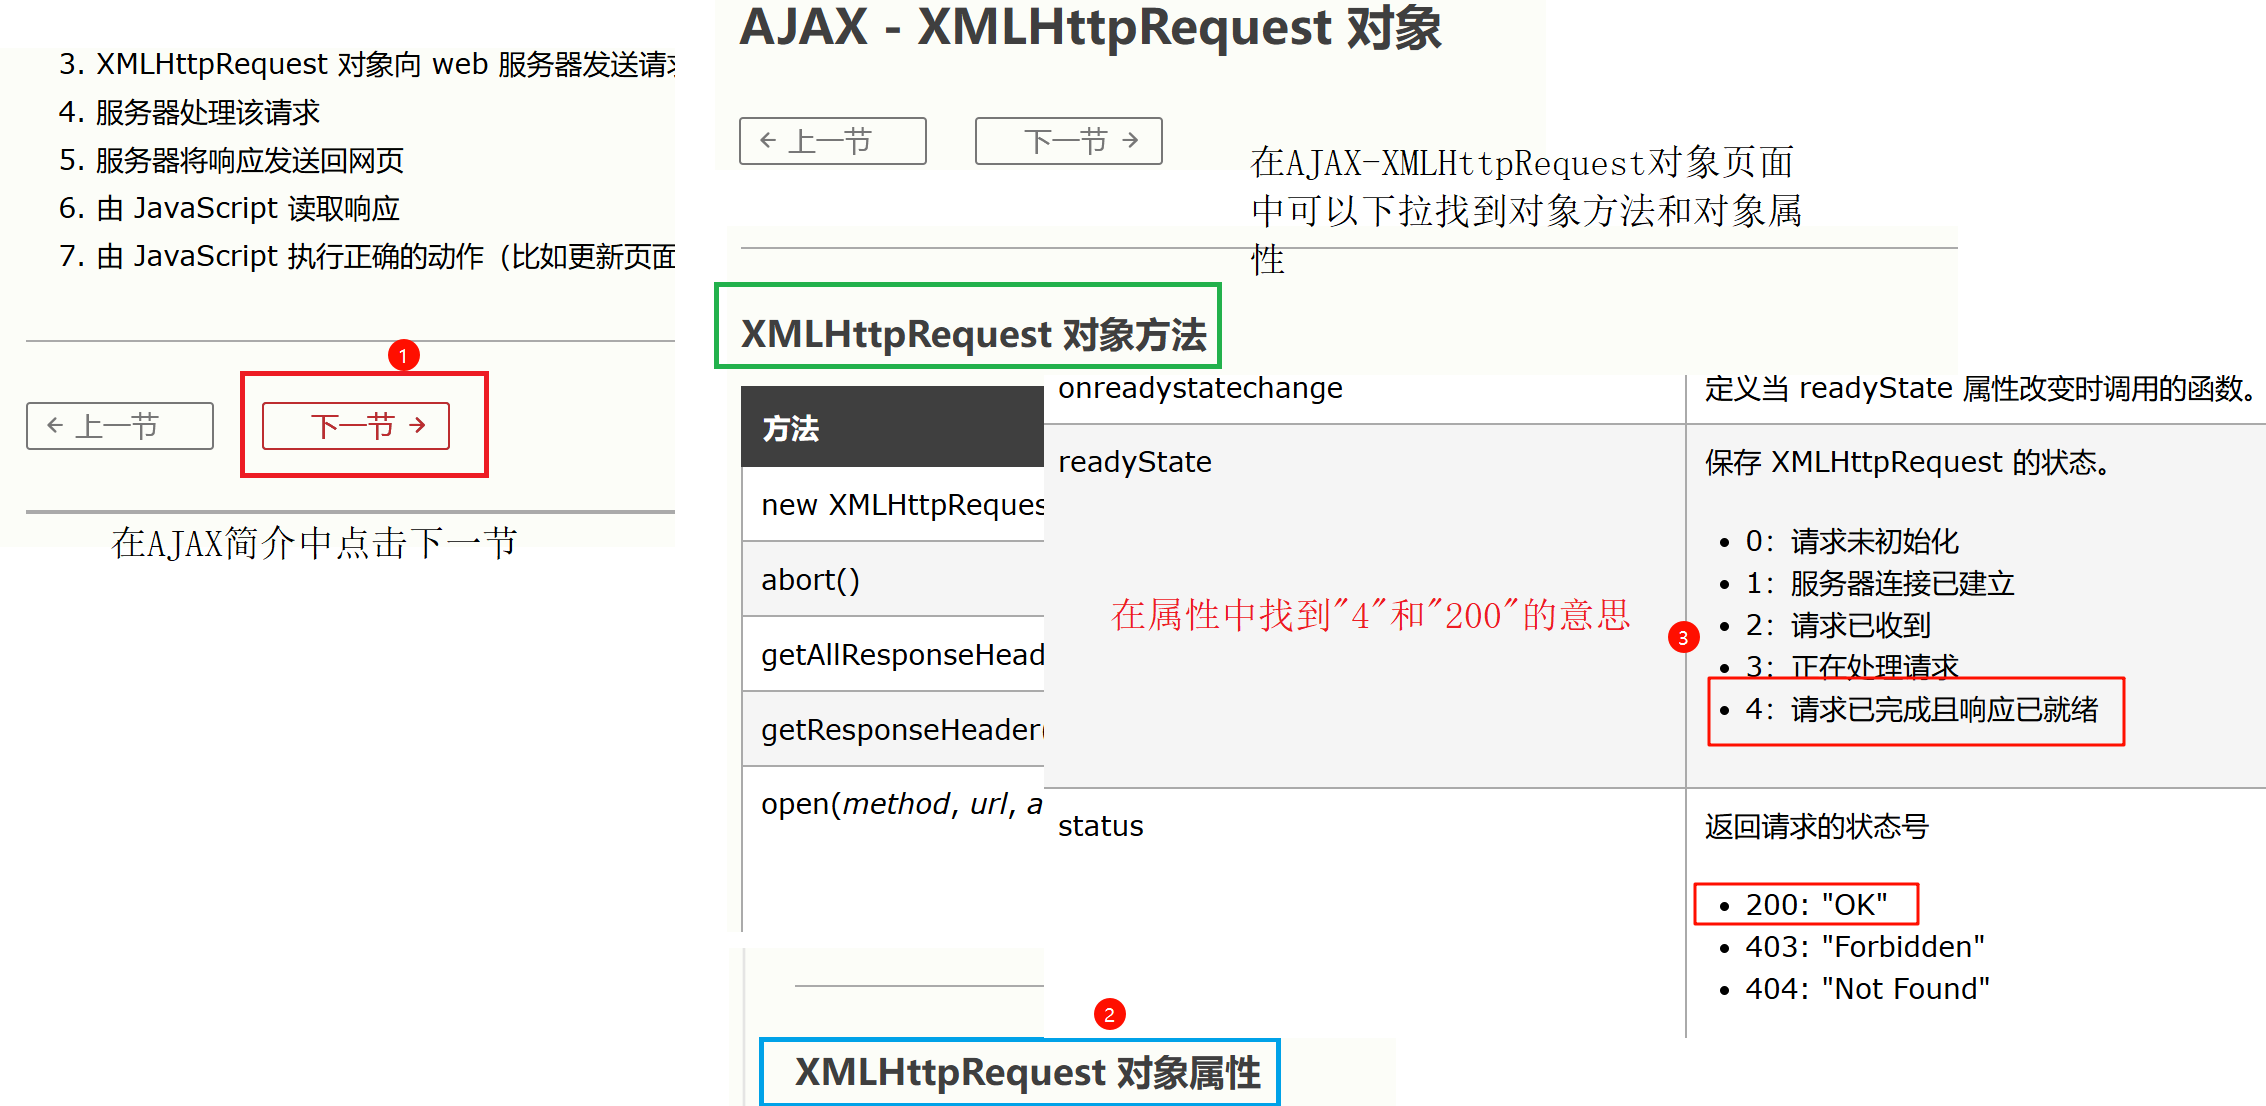 3. XMLHttpRequest 对象向 web 服务器发送请
4. 服务器处理该请求
5. 服务器将响应发送回网页
6. 由 JavaScript 读取响应
7. 由 JavaScript 执行正确的动作（比如更新页面
1
← 上一节
下一节 →
在AJAX简介中点击下一节
AJAX - XMLHttpRequest 对象
← 上一节
下一节 →
在AJAX-XMLHttpRequest对象页面
中可以下拉找到对象方法和对象属
性
XMLHttpRequest 对象方法
方法
new XMLHttpReques
abort()
getAllResponseHead
getResponseHeader(
open(method, url, a
onreadystatechange
定义当 readyState 属性改变时调用的函数。
readyState
保存 XMLHttpRequest 的状态。
0：请求未初始化
1：服务器连接已建立
2：请求已收到
3：正在处理请求
4：请求已完成且响应已就绪
在属性中找到"4"和"200"的意思
3
status
返回请求的状态号
200: "OK"
403: "Forbidden"
404: "Not Found"
2
XMLHttpRequest 对象属性